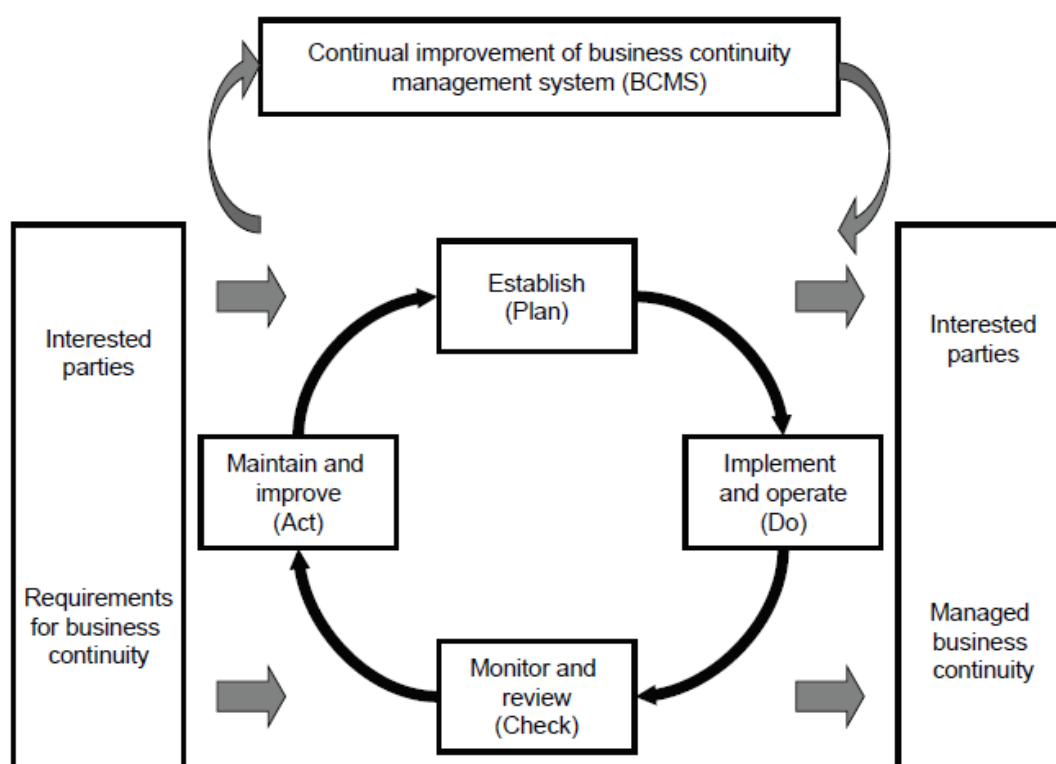 Continual improvement of business continuity
management system (BCMS)
Establish
(Plan)
Interested
parties
Interested
parties
Maintain and
improve
(Act)
Implement
and operate
(Do)
Requirements
for business
continuity
Managed
business
continuity
Monitor and
review
(Check)